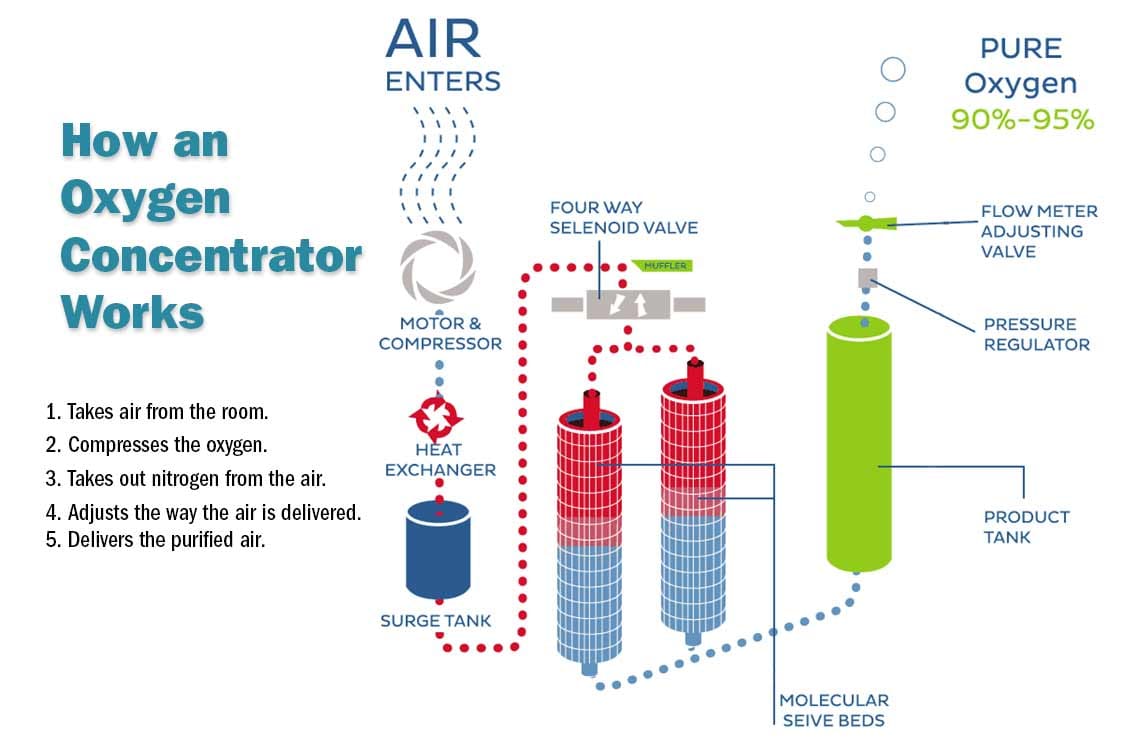 How an
Oxygen
Concentrator
Works
1. Takes air from the room.
2. Compresses the oxygen.
3. Takes out nitrogen from the air.
4. Adjusts the way the air is delivered.
5. Delivers the purified air.
AIR
ENTERS
MOTOR &
COMPRESSOR
HEAT
EXCHANGER
SURGE TANK
FOUR WAY
SELENOID VALVE
MUFFLER
MOLECULAR
SEIVE BEDS
PURE
Oxygen
90%-95%
FLOW METER
ADJUSTING
VALVE
PRESSURE
REGULATOR
PRODUCT
TANK